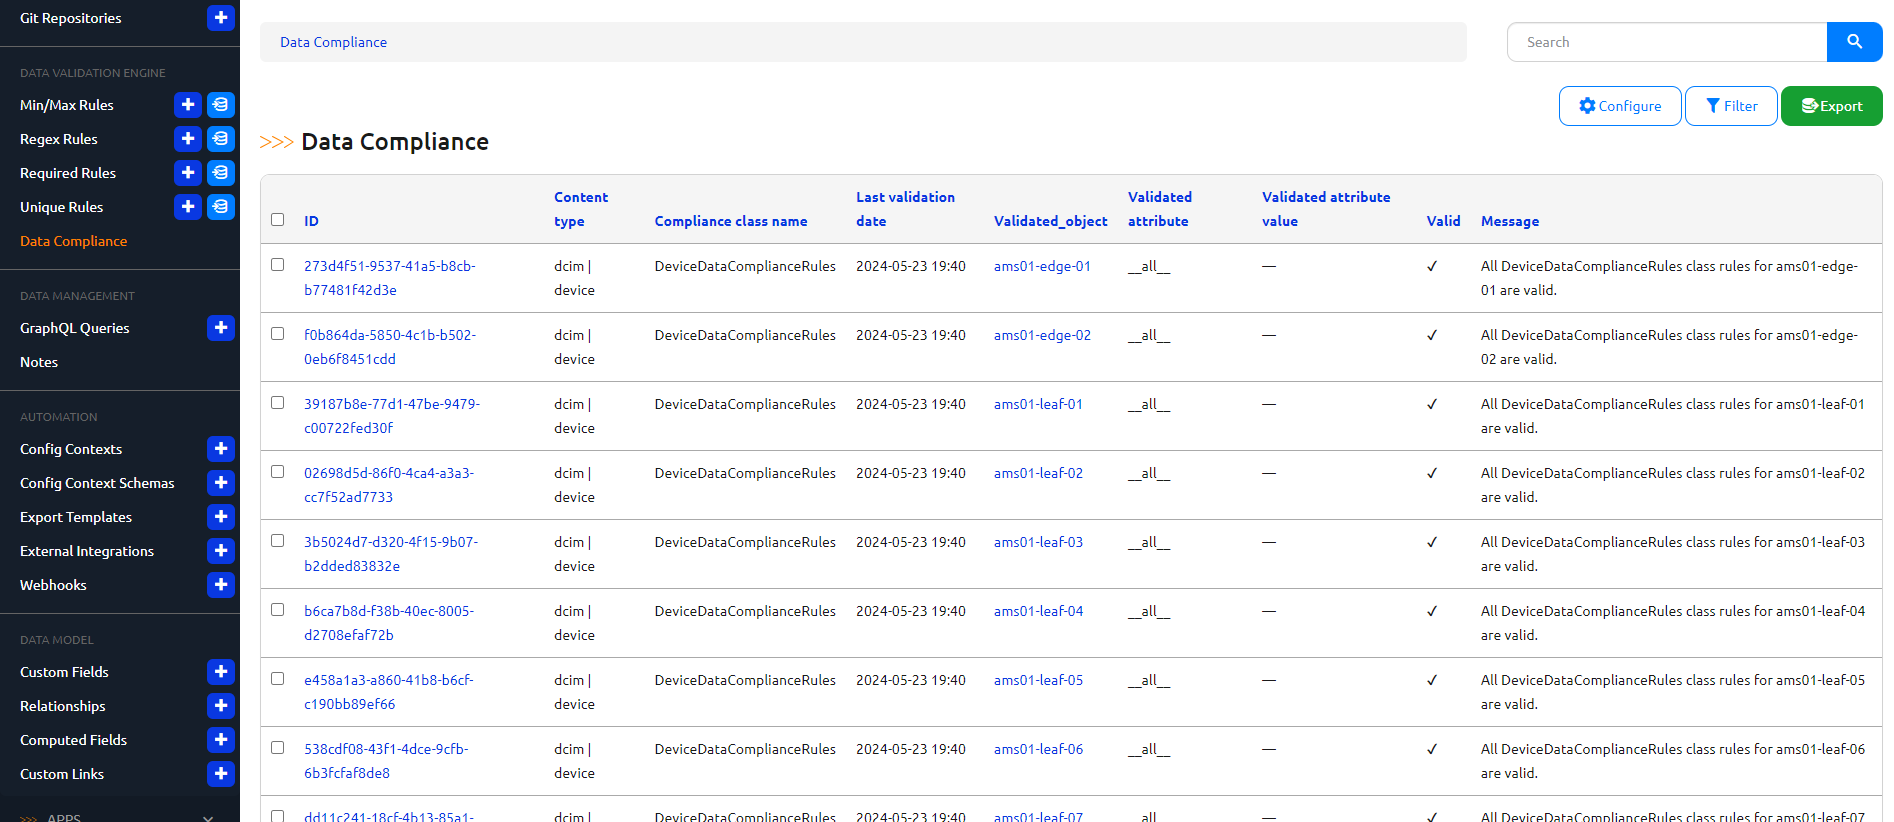 Git Repositories
DATA VALIDATION ENGINE
Min/Max Rules
Regex Rules
Required Rules
Unique Rules
Data Compliance
DATA MANAGEMENT
GraphQL Queries
Notes
AUTOMATION
Config Contexts
Config Context Schemas
Export Templates
External Integrations
Webhooks
DATA MODEL
Custom Fields
Relationships
Computed Fields
Custom Links
>>> APPS
Data Compliance
Search
Configure
Filter
Export
>>> Data Compliance
ID
Content
type
Compliance class name
Last validation
date
Validated_object
Validated
attribute
Validated attribute
value
Valid
Message
273d4f51-9537-41a5-b8cb-
b77481f42d3e
dcim |
device
DeviceDataComplianceRules
2024-05-23 19:40
ams01-edge-01
__all__
—
✓
All DeviceDataComplianceRules class rules for ams01-edge-
01 are valid.
f0b864da-5850-4c1b-b502-
0eb6f8451cdd
dcim |
device
DeviceDataComplianceRules
2024-05-23 19:40
ams01-edge-02
__all__
—
✓
All DeviceDataComplianceRules class rules for ams01-edge-
02 are valid.
39187b8e-77d1-47be-9479-
c00722fed30f
dcim |
device
DeviceDataComplianceRules
2024-05-23 19:40
ams01-leaf-01
__all__
—
✓
All DeviceDataComplianceRules class rules for ams01-leaf-01
are valid.
02698d5d-86f0-4ca4-a3a3-
cc7f52ad7733
dcim |
device
DeviceDataComplianceRules
2024-05-23 19:40
ams01-leaf-02
__all__
—
✓
All DeviceDataComplianceRules class rules for ams01-leaf-02
are valid.
3b5024d7-d320-4f15-9b07-
b2dded83832e
dcim |
device
DeviceDataComplianceRules
2024-05-23 19:40
ams01-leaf-03
__all__
—
✓
All DeviceDataComplianceRules class rules for ams01-leaf-03
are valid.
b6ca7b8d-f38b-40ec-8005-
d2708efaf72b
dcim |
device
DeviceDataComplianceRules
2024-05-23 19:40
ams01-leaf-04
__all__
—
✓
All DeviceDataComplianceRules class rules for ams01-leaf-04
are valid.
e458a1a3-a860-41b8-b6cf-
c190bb89ef66
dcim |
device
DeviceDataComplianceRules
2024-05-23 19:40
ams01-leaf-05
__all__
—
✓
All DeviceDataComplianceRules class rules for ams01-leaf-05
are valid.
538cdf08-43f1-4dce-9cfb-
6b3fcfaf8de8
dcim |
device
DeviceDataComplianceRules
2024-05-23 19:40
ams01-leaf-06
__all__
—
✓
All DeviceDataComplianceRules class rules for ams01-leaf-06
are valid.
dd11c241-18cf-4b13-85a1-
dcim |
DeviceDataComplianceRules
2024-05-23 19:40
ams01-leaf-07
__all__
—
✓
All DeviceDataComplianceRules class rules for ams01-leaf-07